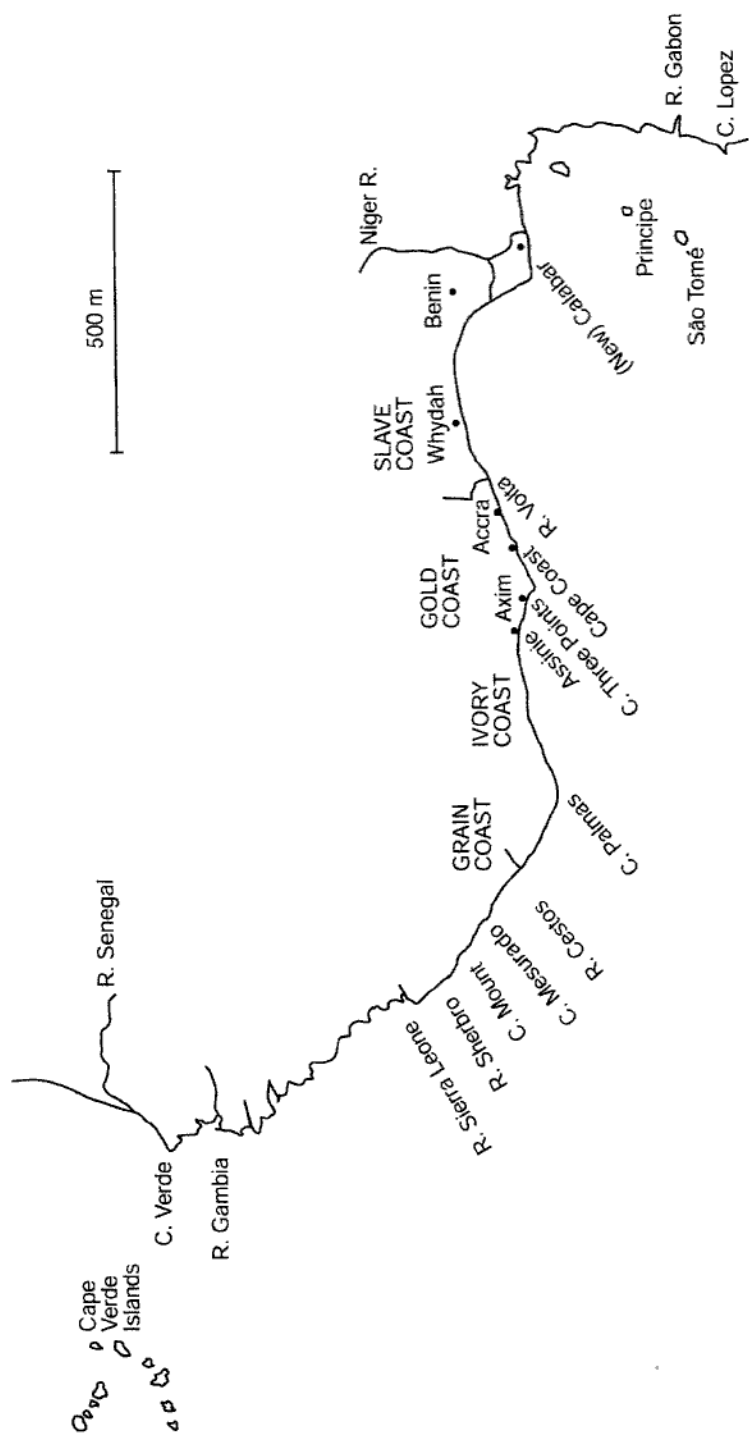 Cape
Verde
Islands
C. Verde
R. Gambia
R. Senegal
R. Sierra Leone
R. Sherbro
C. Mount
C. Mesurado
R. Cestos
GRAIN
COAST
C. Palmas
IVORY
COAST
Assinie
Axim
C. Three Points
GOLD
COAST
Cape Coast
Accra
R. Volta
SLAVE
COAST
Whydah
500 m
Benin
Niger R.
(New) Calabar
Principe
São Tomé
R. Gabon
C. Lopez